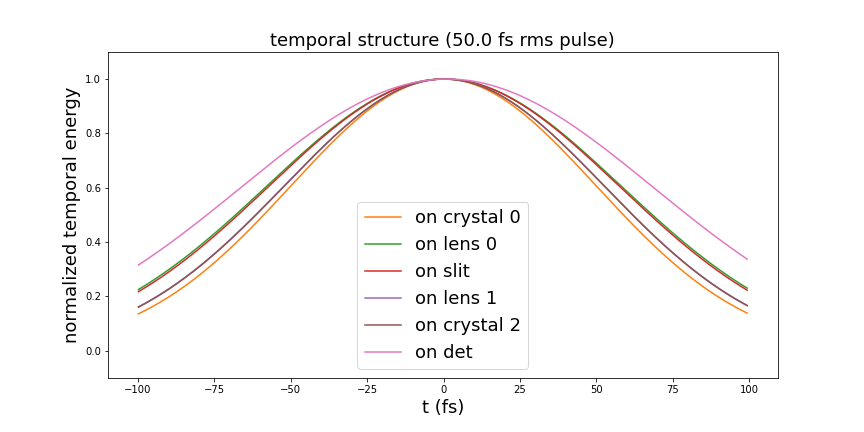 temporal structure (50.0 fs rms pulse)
normalized temporal energy
1.0
0.8
0.6
0.4
0.2
0.0
on crystal 0
on lens 0
on slit
on lens 1
on crystal 2
on det
−100
−75
−50
−25
0
25
50
75
100
t (fs)